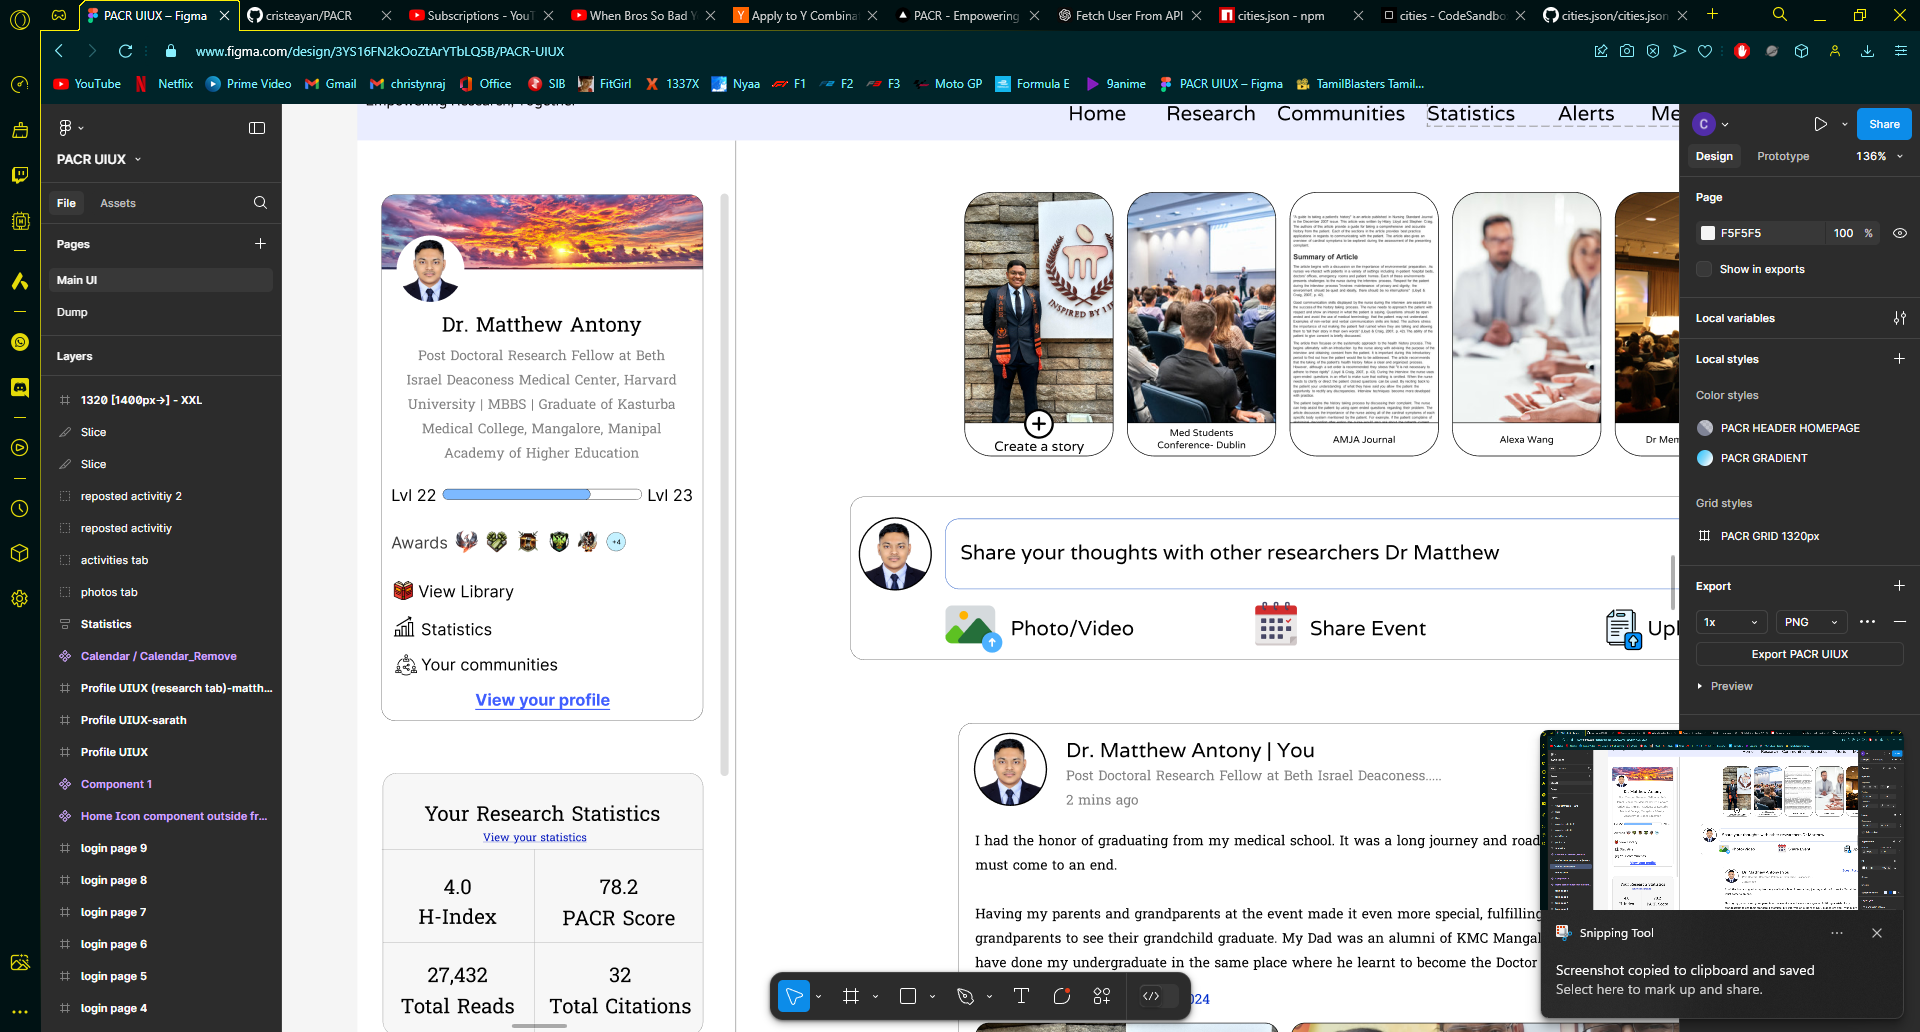 PACR UIUX – Figma
cristeayan/PACR
Subscriptions - YouT
When Bros So Bad Y
Apply to Y Combina
PACR - Empowering
Fetch User From API
cities.json - npm
cities - CodeSandbo
cities.json/cities.json
www.figma.com/design/3YS16FN2kOoZtArYTbLQ5B/PACR-UIUX
YouTube
Netflix
Prime Video
Gmail
christynraj
Office
SIB
FitGirl
1337X
Nyaa
F1
F2
F3
Moto GP
Formula E
9anime
PACR UIUX – Figma
TamilBlasters Tamil...
PACR UIUX
File
Assets
Pages
Main UI
Dump
Layers
1320 [1400px->] - XXL
Slice
Slice
reposted activitiy 2
reposted activitiy
activities tab
photos tab
Statistics
Calendar / Calendar_Remove
Profile UIUX (research tab)-matth...
Profile UIUX-sarath
Profile UIUX
Component 1
Home Icon component outside fr...
login page 9
login page 8
login page 7
login page 6
login page 5
login page 4
Empowering Research, Together
Home
Research
Communities
Statistics
Alerts
Me
Dr. Matthew Antony
Post Doctoral Research Fellow at Beth
Israel Deaconess Medical Center, Harvard
University | MBBS | Graduate of Kasturba
Medical College, Mangalore, Manipal
Academy of Higher Education
Lvl 22
Lvl 23
Awards
+4
View Library
Statistics
Your communities
View your profile
Your Research Statistics
View your statistics
4.0
H-Index
78.2
PACR Score
27,432
Total Reads
32
Total Citations
INSPIRED BY LI
Create a story
Med Students
Conference- Dublin
Summary of Article
AMJA Journal
Alexa Wang
Dr Mem
Share your thoughts with other researchers Dr Matthew
Photo/Video
Share Event
Upl
Dr. Matthew Antony | You
Post Doctoral Research Fellow at Beth Israel Deaconess.....
2 mins ago
I had the honor of graduating from my medical school. It was a long journey and road
must come to an end.
Having my parents and grandparents at the event made it even more special, fulfilling
grandparents to see their grandchild graduate. My Dad was an alumni of KMC Mangal
have done my undergraduate in the same place where he learnt to become the Doctor
024
C
Share
Design
Prototype
136%
Page
F5F5F5
100
%
Show in exports
Local variables
Local styles
Color styles
PACR HEADER HOMEPAGE
PACR GRADIENT
Grid styles
PACR GRID 1320px
Export
1x
PNG
Export PACR UIUX
Preview
Snipping Tool
Screenshot copied to clipboard and saved
Select here to mark up and share.